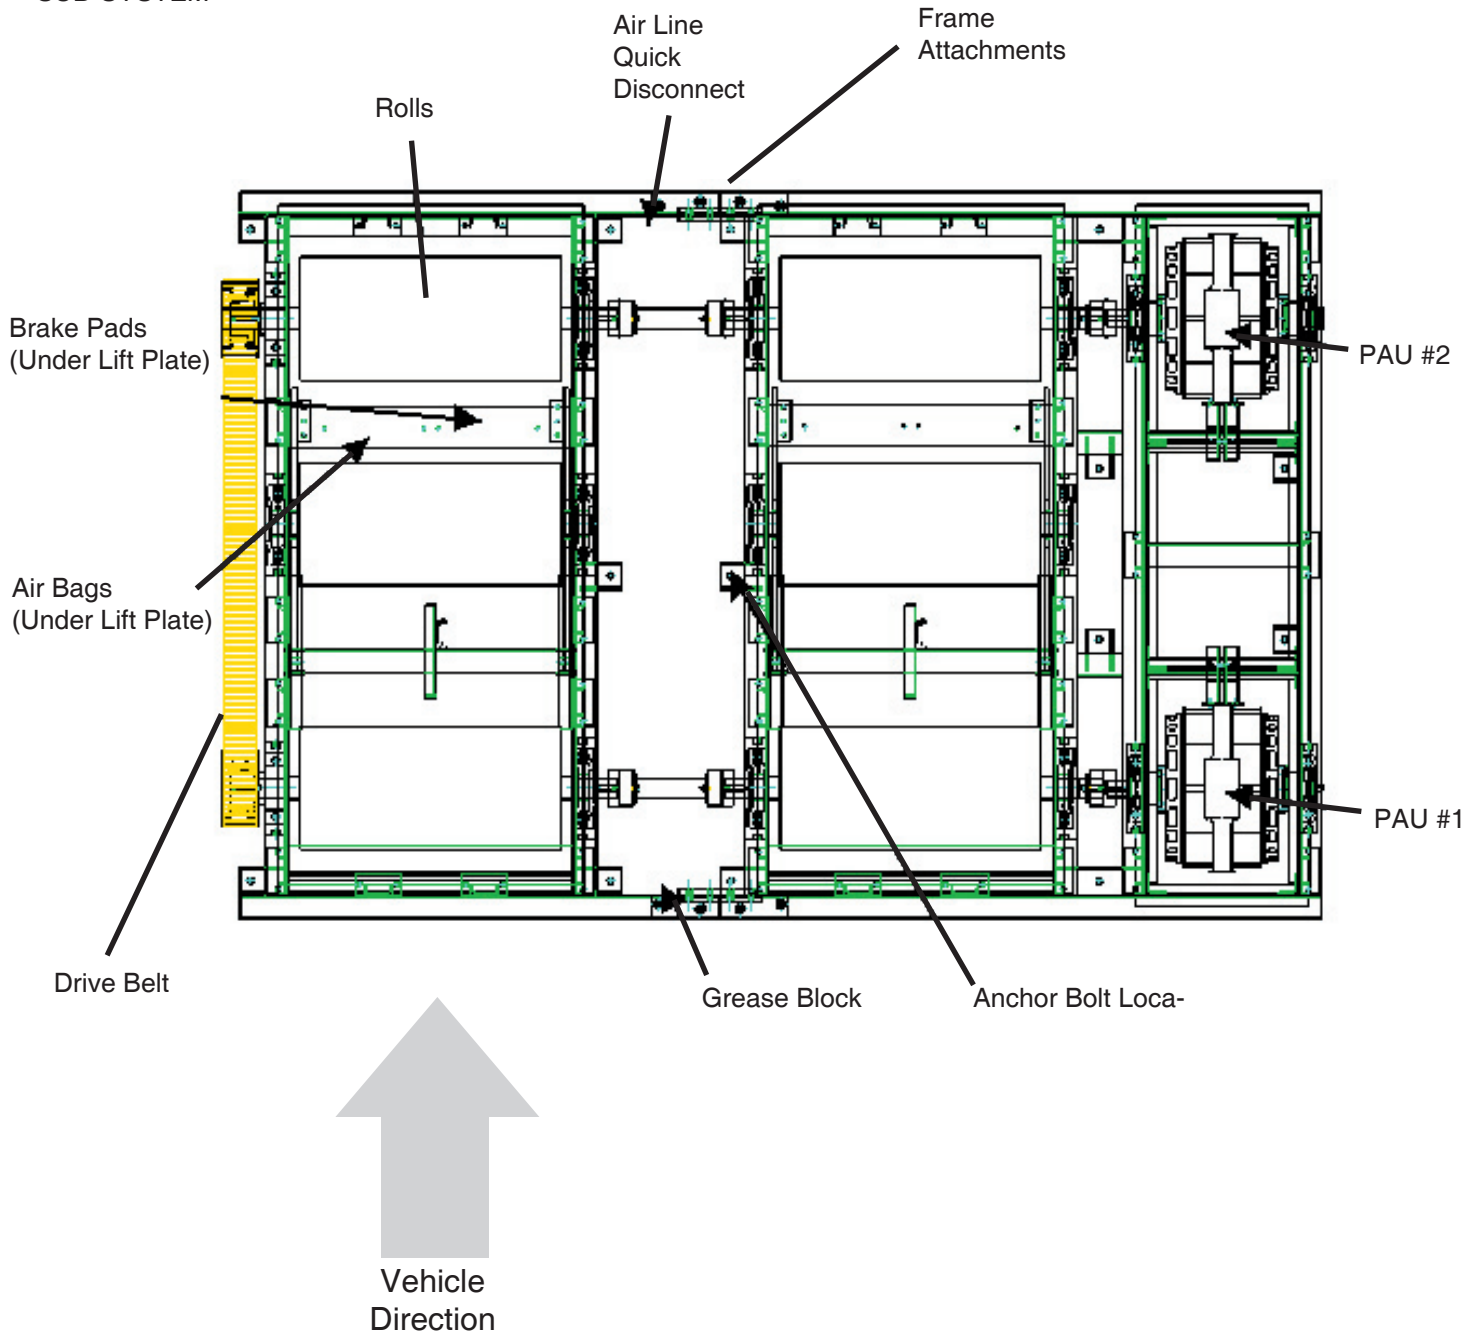 Air Line
Quick
Disconnect
Frame
Attachments
Rolls
Brake Pads
(Under Lift Plate)
PAU #2
Air Bags
(Under Lift Plate)
PAU #1
Drive Belt
Grease Block
Anchor Bolt Loca-
Vehicle
Direction